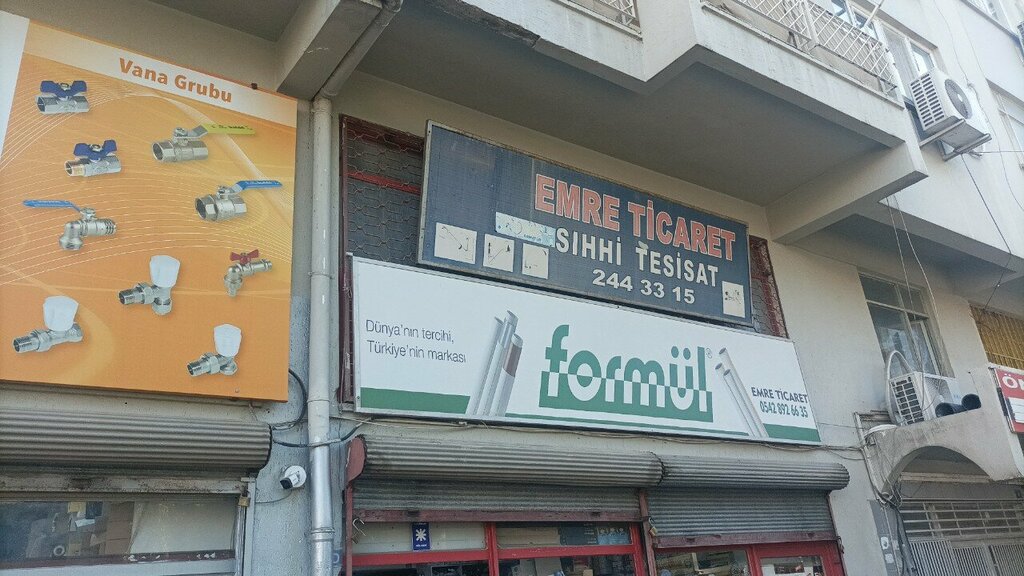 Vana Grubu
EMRE TİCARET
SIHHİ TESİSAT
244 33 15
Dünya'nın tercihi,
Türkiye'nin markası
formül®
EMRE TİCARET
0542 892 66 35